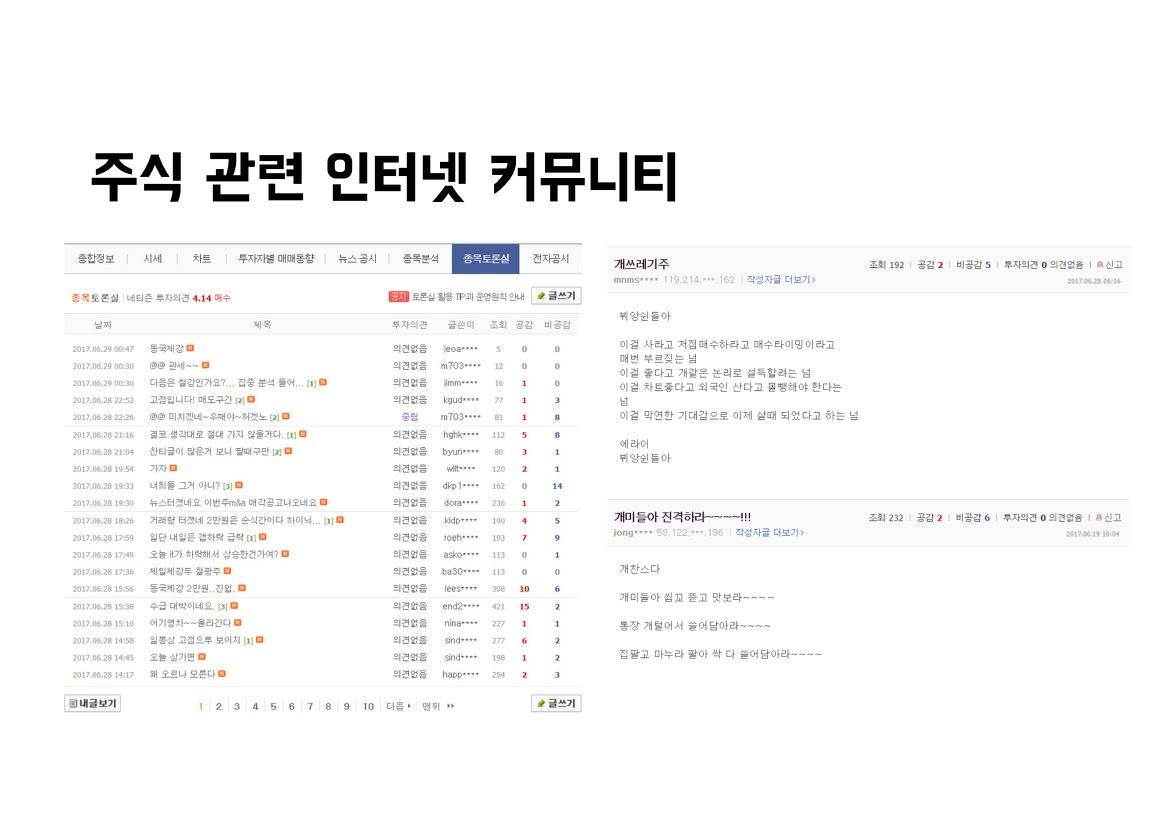 주식 관련 인터넷 커뮤니티
종합정보 시세 차트 투자자별 매매동향 뉴스·공시 종목분석 종목토론실 전자공시
종목토론실 네티즌 투자의견 4.14 매수 공지 토론실 활용 TIP과 운영원칙 안내 글쓰기
날짜 제목 투자의견 글쓴이 조회 공감 비공감
2017.06.29 00:47 동국제강 의견없음 jeoa**** 5 0 0
2017.06.29 00:30 @@ 관세~~ 의견없음 m703**** 12 0 0
2017.06.29 00:30 다음은 철강인가요?... 집중 분석 들어... [1] 의견없음 jimm**** 16 1 0
2017.06.28 22:52 고점입니다! 매도구간 [2] 의견없음 kgud**** 77 1 3
2017.06.28 22:26 @@ 미치겠네~우째야~허겠노 [2] 중립 m703**** 81 1 8
2017.06.28 21:16 결코 생각대로 절대 가지 않을거다. [1] 의견없음 hghk**** 112 5 8
2017.06.28 21:04 찬티글이 많은거 보니 팔때구만 [2] 의견없음 byun**** 80 3 1
2017.06.28 19:54 가자 의견없음 wilt**** 120 2 1
2017.06.28 19:33 너희들 그거 아니? [3] 의견없음 dkp1**** 162 0 14
2017.06.28 19:30 뉴스터졌네요 이번주m&a 매각공고나오네요 의견없음 dora**** 236 1 2
2017.06.28 18:26 거래량 터졌네 2만원은 순식간이다 하이닉... [1] 의견없음 kidp**** 190 4 5
2017.06.28 17:59 일단 내일은 갭하락 급락 [1] 의견없음 roeh**** 193 7 9
2017.06.28 17:49 오늘 it가 하락해서 상승한건가여? 의견없음 asko**** 113 0 1
2017.06.28 17:36 제일제강두 철광주 의견없음 ba30**** 113 0 0
2017.06.28 15:56 동국제강 2만원..진입. 의견없음 lees**** 308 10 6
2017.06.28 15:38 수급 대박이네요. [3] 의견없음 end2**** 421 15 2
2017.06.28 15:10 어기영차~~올라간다 의견없음 nina**** 227 1 1
2017.06.28 14:58 일봉상 고점으루 보이지 [1] 의견없음 sind**** 277 6 2
2017.06.28 14:45 오늘 상기면 의견없음 sind**** 198 1 2
2017.06.28 14:17 왜 오르나 모른다 의견없음 happ**** 254 2 3
내글보기 1 2 3 4 5 6 7 8 9 10 다음 맨뒤 글쓰기
개쓰레기주 조회 192 공감 2 비공감 5 투자의견 0 의견없음 신고
mnms**** 119.214.***.162 작성자글 더보기 2017.06.28 06:16
뷔앙쉰들아
이걸 사라고 저점매수하라고 매수타이밍이라고
매번 부르짖는 넘
이걸 좋다고 개같은 논리로 설득할려는 넘
이걸 차트좋다고 외국인 산다고 몰빵해야 한다는
넘
이걸 막연한 기대감으로 이제 살때 되었다고 하는 넘
에라이
뷔앙쉰들아
개미들아 진격하라~~~~!!! 조회 232 공감 2 비공감 6 투자의견 0 의견없음 신고
jong**** 58.122.***.196 작성자글 더보기 2017.06.19 10:04
개찬스다
개미들아 씹꼬 뜯고 맛보라~~~~
통장 개털어서 쓸어담아라~~~~
집팔고 마누라 팔아 싹 다 쓸어담아라~~~~